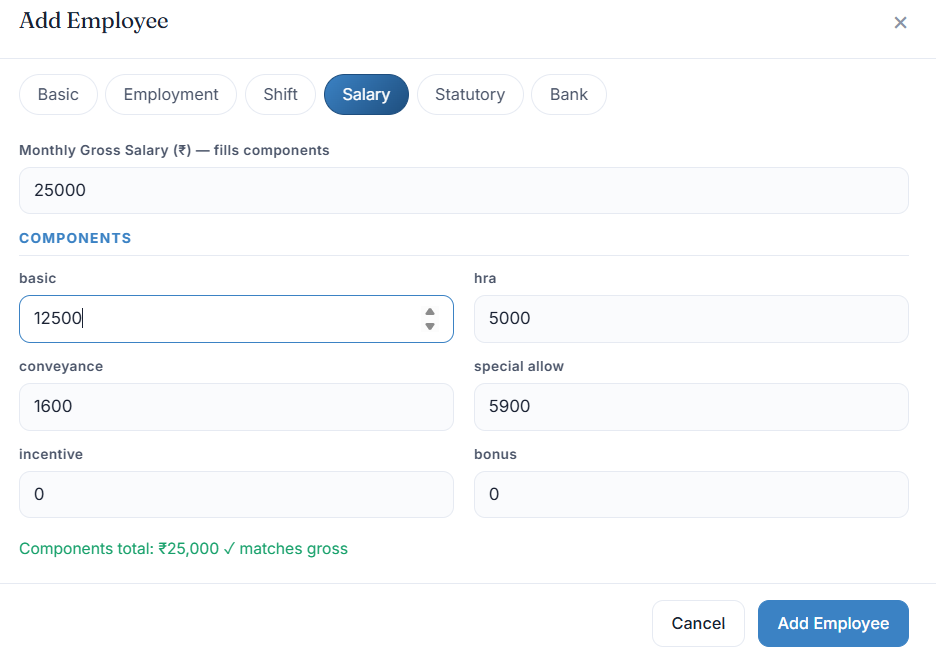 Add Employee
Basic Employment Shift Salary Statutory Bank
Monthly Gross Salary (₹) — fills components
25000
COMPONENTS
basic hra
12500 5000
conveyance special allow
1600 5900
incentive bonus
0 0
Components total: ₹25,000 ✓ matches gross
Cancel Add Employee